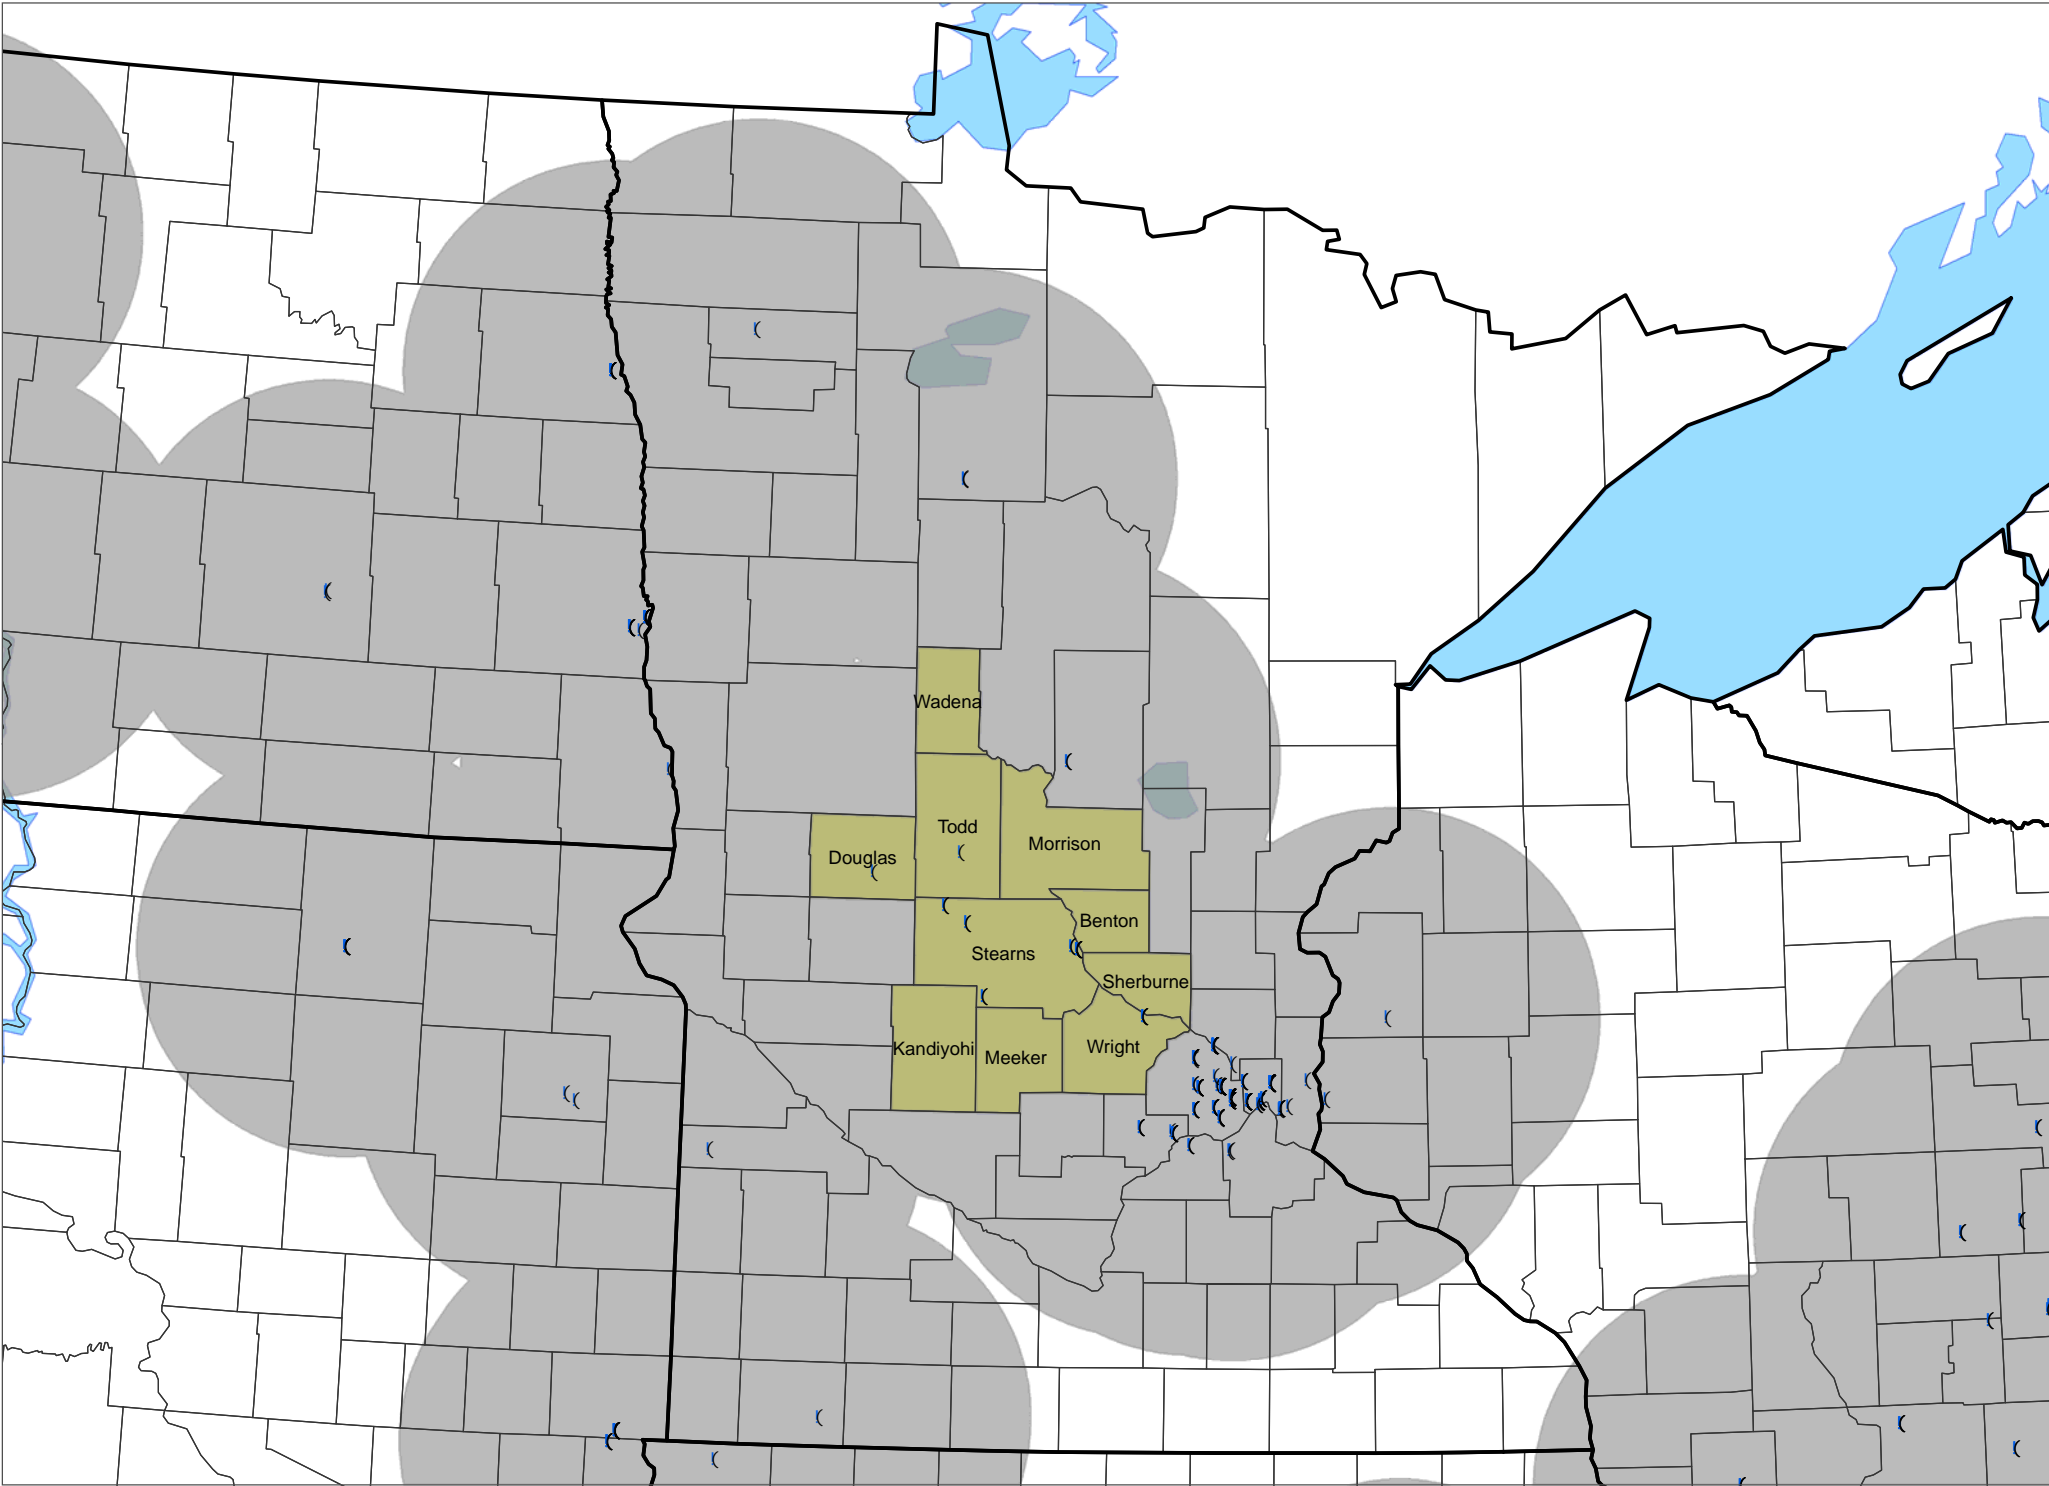 Wadena
Todd
Morrison
Douglas
Benton
Stearns
Sherburne
Kandiyohi
Meeker
Wright